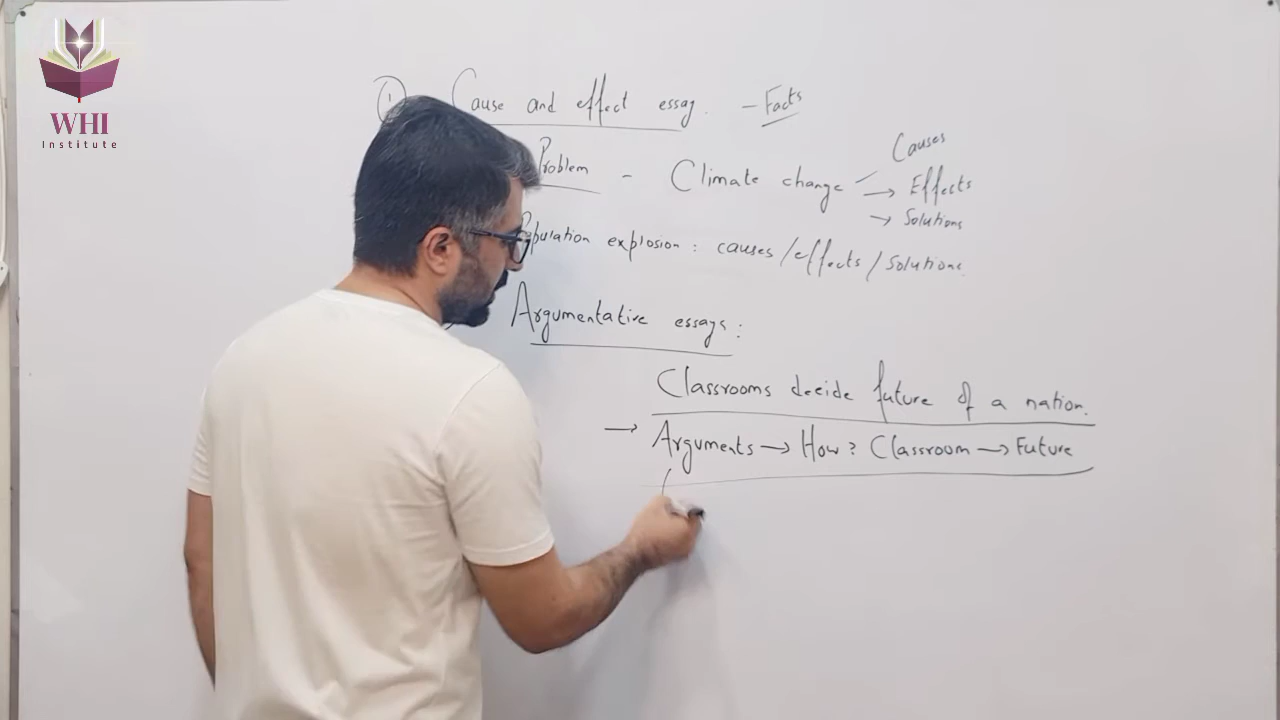 WHI
Institute
① Cause and effect essay. – Facts
Problem – Climate change
Causes
→ Effects
→ Solutions
explosion : causes / effects / Solutions
Argumentative essays :
Classrooms decide future of a nation.
→ Arguments → How? Classroom → Future